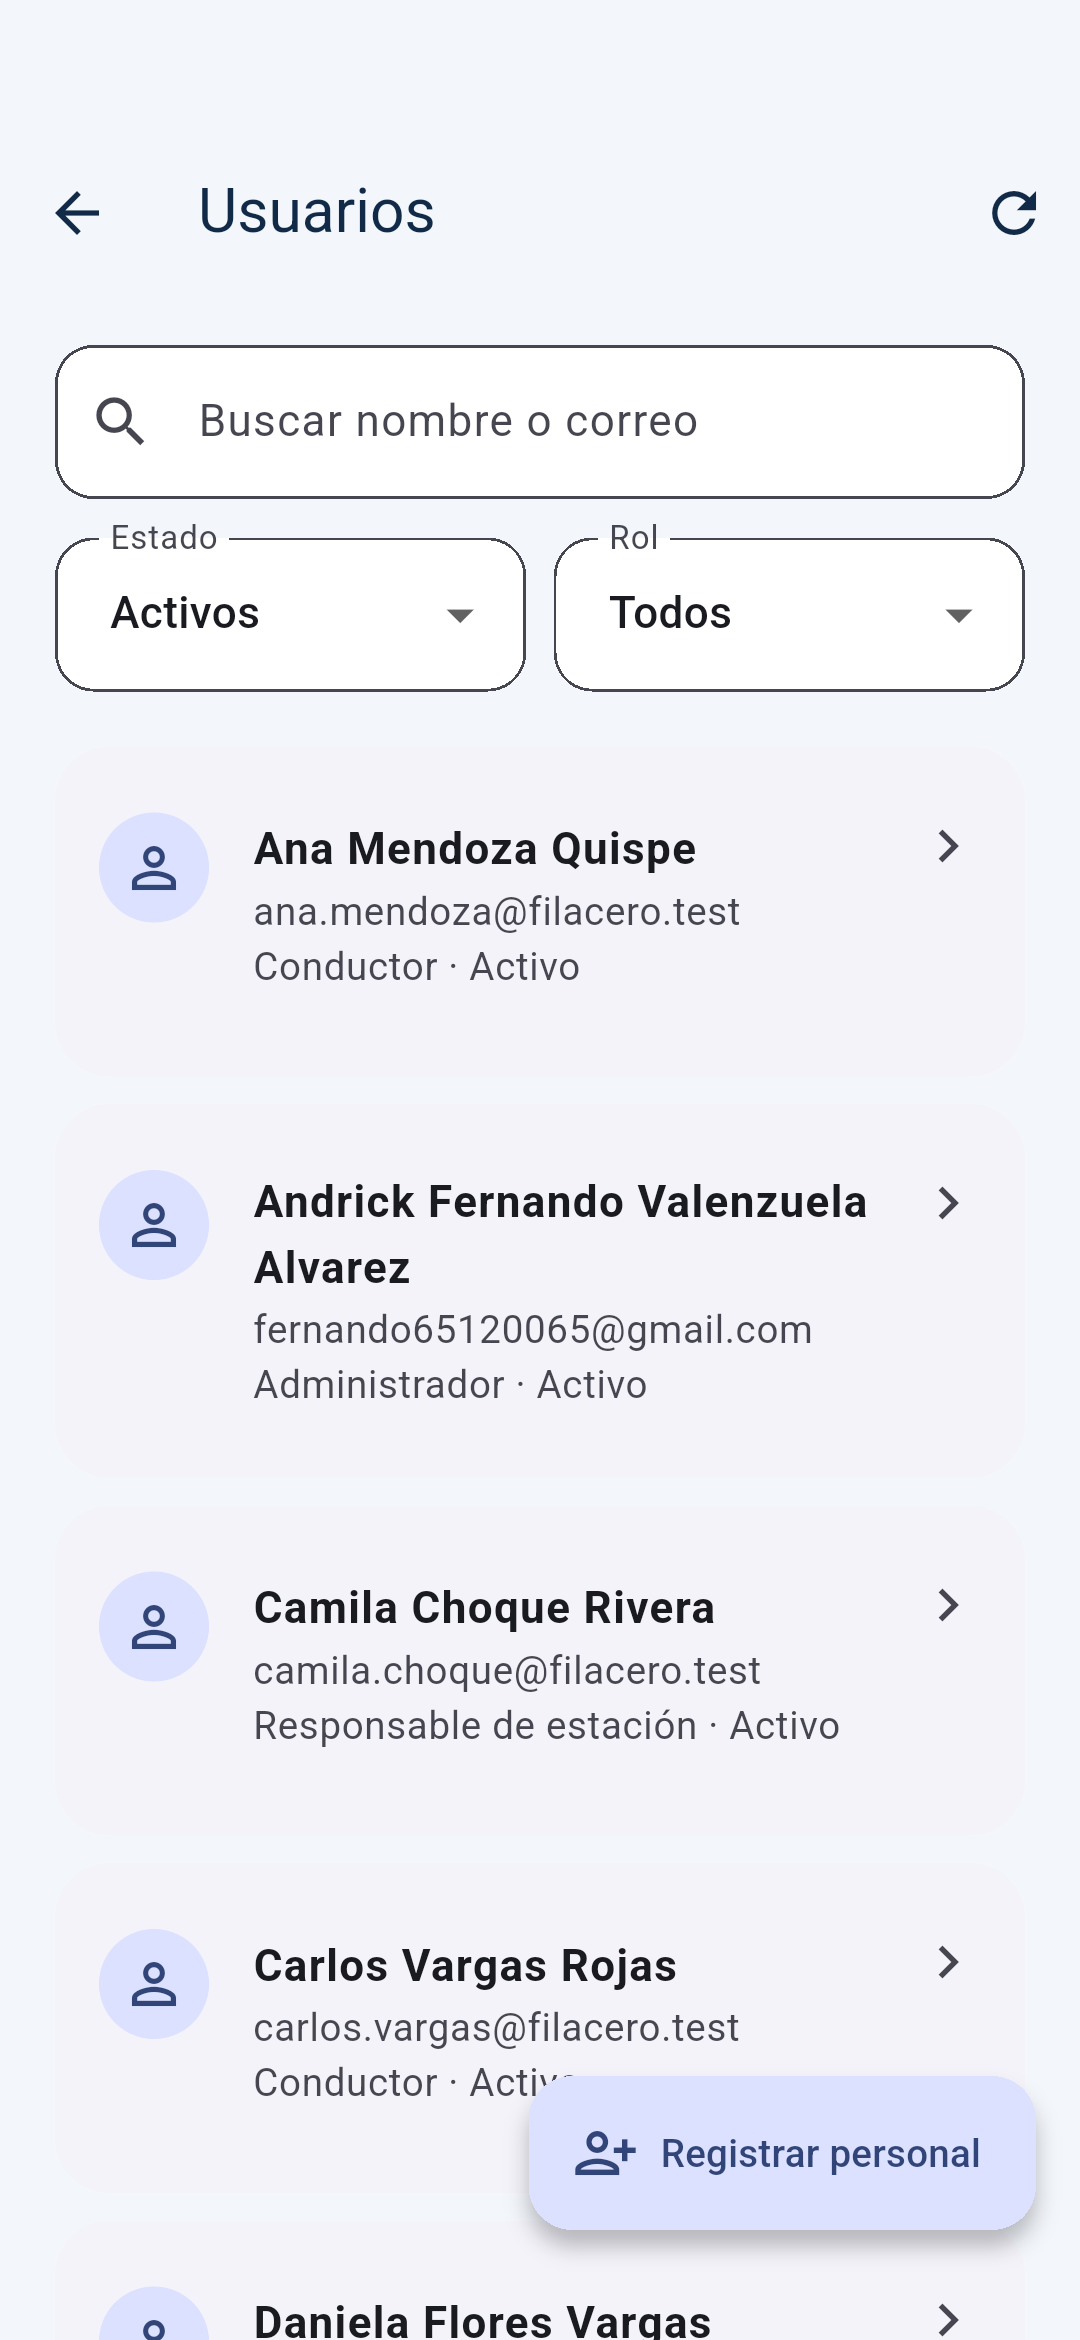 Usuarios
Buscar nombre o correo
Estado
Rol
Activos
Todos
Ana Mendoza Quispe
ana.mendoza@filacero.test
Conductor · Activo
Andrick Fernando Valenzuela
Alvarez
fernando65120065@gmail.com
Administrador · Activo
Camila Choque Rivera
camila.choque@filacero.test
Responsable de estación · Activo
Carlos Vargas Rojas
carlos.vargas@filacero.test
Conductor ·
Registrar personal
Daniela Flores Vargas